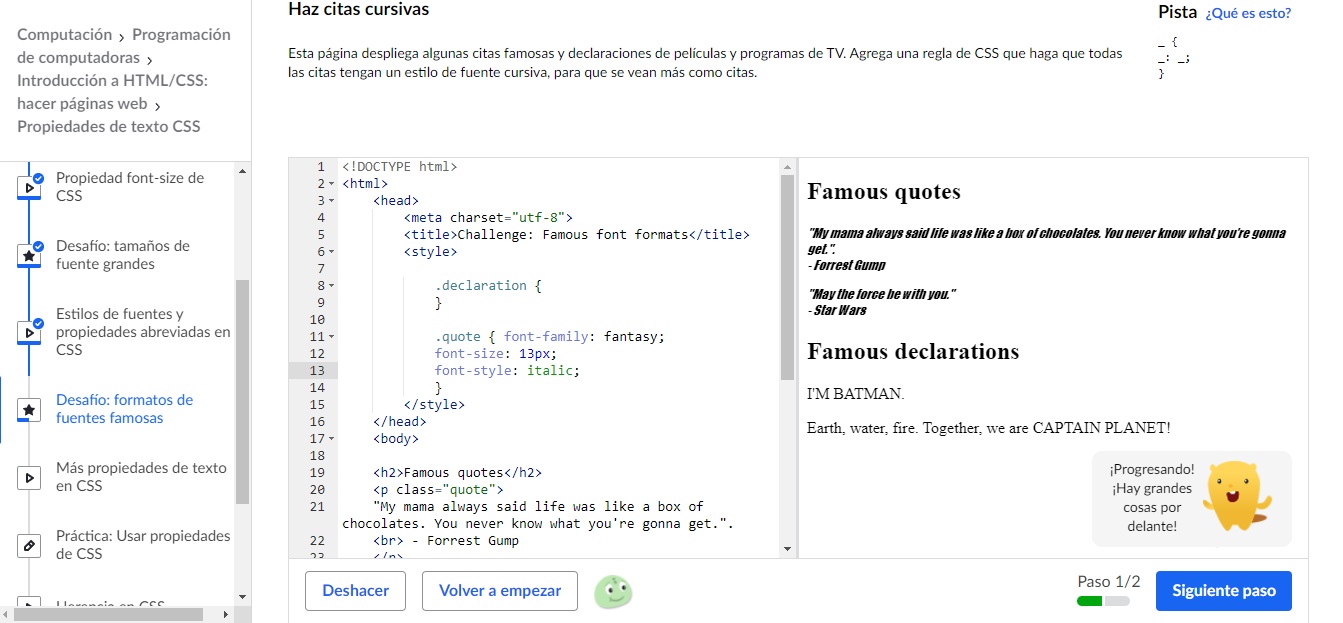 Computación › Programación
de computadoras ›
Introducción a HTML/CSS:
hacer páginas web ›
Propiedades de texto CSS
Propiedad font-size de
CSS
Desafío: tamaños de
fuente grandes
Estilos de fuentes y
propiedades abreviadas en
CSS
Desafío: formatos de
fuentes famosas
Más propiedades de texto
en CSS
Práctica: Usar propiedades
de CSS
Haz citas cursivas
Esta página despliega algunas citas famosas y declaraciones de películas y programas de TV. Agrega una regla de CSS que haga que todas
las citas tengan un estilo de fuente cursiva, para que se vean más como citas.
Pista ¿Qué es esto?
_ {
_: _;
}
1 <!DOCTYPE html>
2 <html>
3 <head>
4 <meta charset="utf-8">
5 <title>Challenge: Famous font formats</title>
6 <style>
7
8 .declaration {
9 }
10
11 .quote { font-family: fantasy;
12 font-size: 13px;
13 font-style: italic;
14 }
15 </style>
16 </head>
17 <body>
18
19 <h2>Famous quotes</h2>
20 <p class="quote">
21 "My mama always said life was like a box of
chocolates. You never know what you're gonna get.".
22 <br> - Forrest Gump
23 </p>
Famous quotes
"My mama always said life was like a box of chocolates. You never know what you're gonna
get.".
- Forrest Gump
"May the force be with you."
- Star Wars
Famous declarations
I'M BATMAN.
Earth, water, fire. Together, we are CAPTAIN PLANET!
¡Progresando!
¡Hay grandes
cosas por
delante!
Deshacer
Volver a empezar
Paso 1/2
Siguiente paso